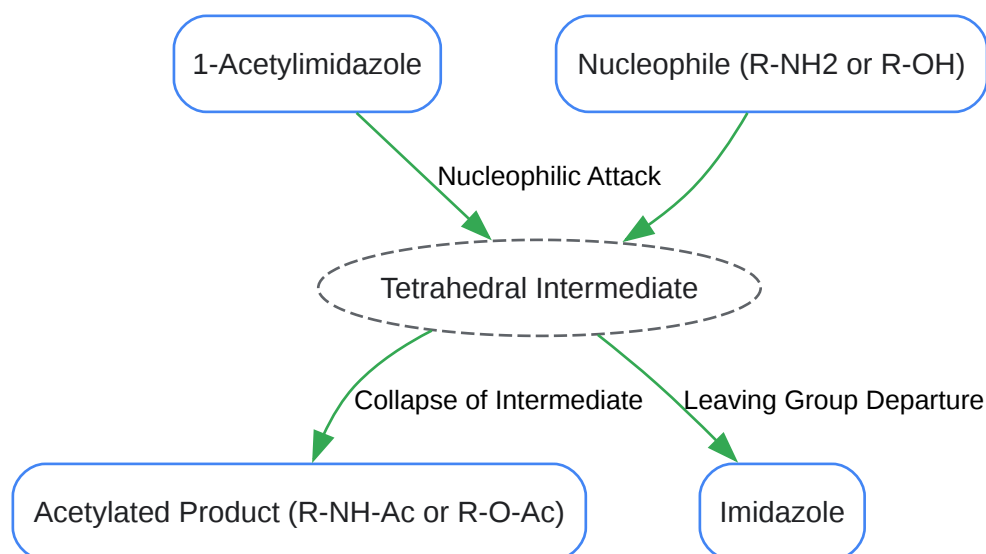 1-Acetylimidazole
Nucleophile (R-NH2 or R-OH)
Nucleophilic Attack
Tetrahedral Intermediate
Collapse of Intermediate
Leaving Group Departure
Acetylated Product (R-NH-Ac or R-O-Ac)
Imidazole